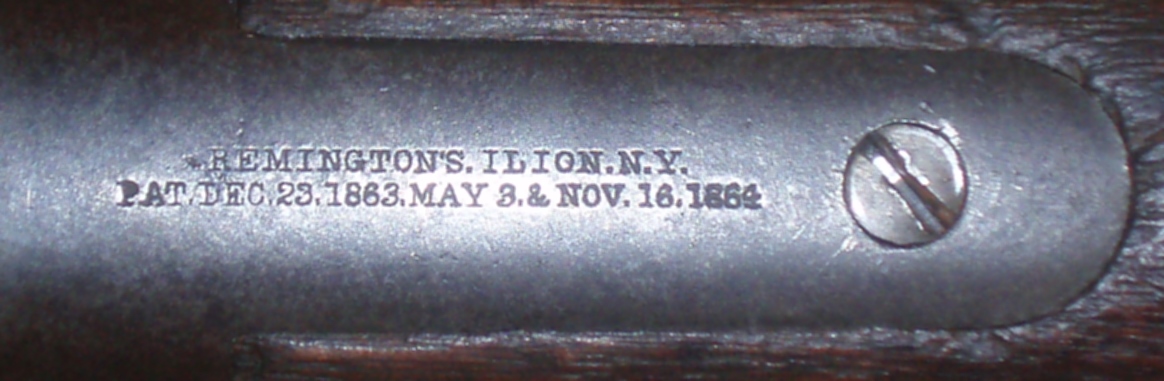 REMINGTON'S. ILION. N.Y.
PAT. DEC. 23. 1863. MAY 3. & NOV. 16. 1864